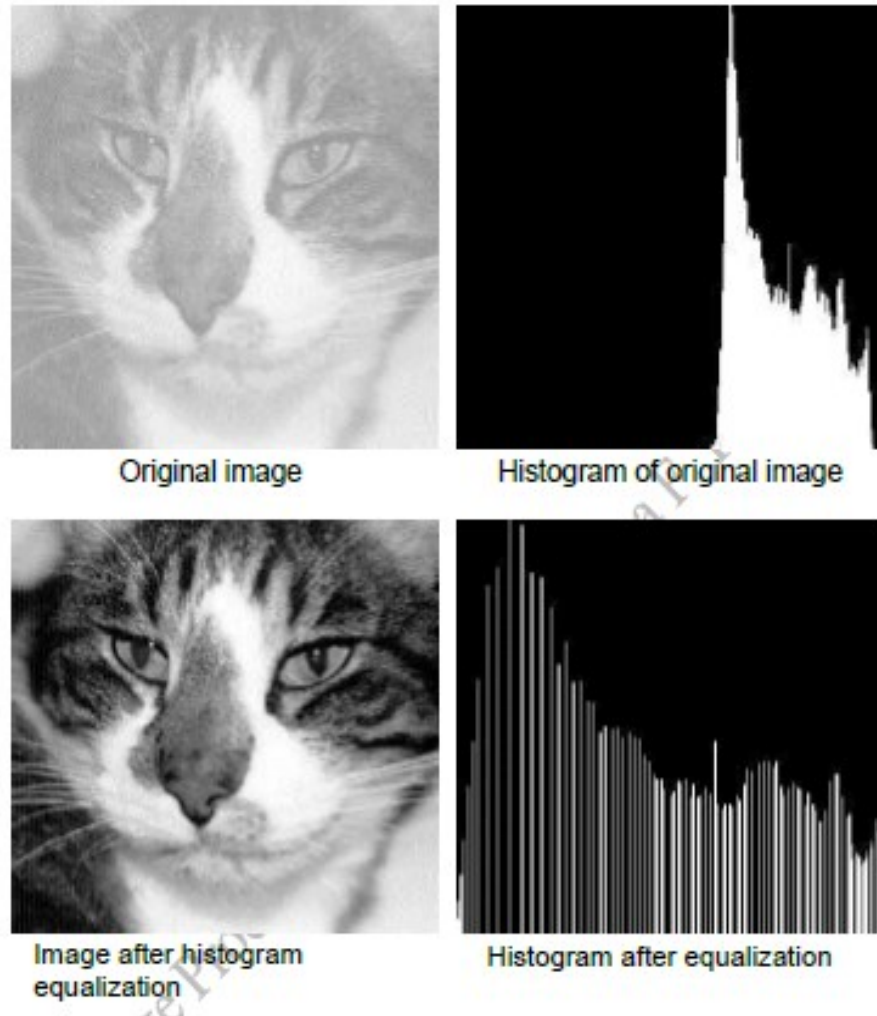 Original image
Histogram of original image
Image after histogram
equalization
Histogram after equalization